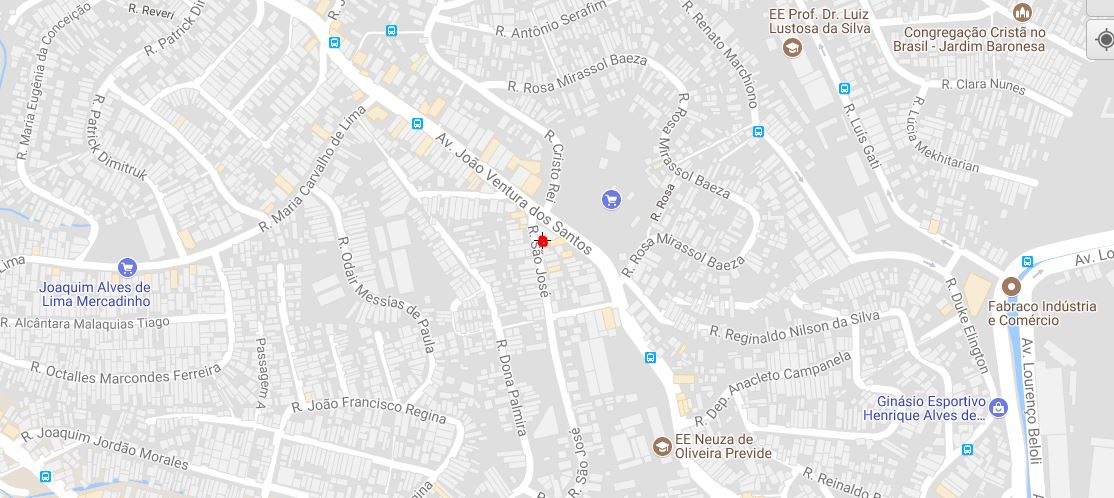 R. Reveri
R. Maria Eugênia da Conceição
R. Patrick Dim
R. J
R. Antônio Serafim
R. Renato Marchiono
EE Prof. Dr. Luiz
Lustosa da Silva
Congregação Cristã no
Brasil - Jardim Baronesa
R. Rosa Mirassol Baeza
R. Clara Nunes
R. Patrick Dimitruk
R. Maria Carvalho de Lima
Av. João Ventura dos Santos
R. Cristo Rei
R. Rosa Mirassol Baeza
R. Luis Gati
R. Lúcia Mekhitarian
R. Rosa
R. Rosa Mirassol Baeza
R. São José
R. Odair Messias de Paula
Lima
Av. Lo
Joaquim Alves de
Lima Mercadinho
R. Duke Elington
Fabraco Indústria
e Comércio
R. Alcântara Malaquias Tiago
R. Reginaldo Nilson da Silva
Passagem A
R. Dona Palmira
Av. Lourenço Beloli
R. Octalles Marcondes Ferreira
R. Dep. Anacleto Campanela
R. João Francisco Regina
Ginásio Esportivo
Henrique Alves de...
R. Joaquim Jordão Morales
R. São José
EE Neuza de
Oliveira Previde
R. Reinaldo
mina